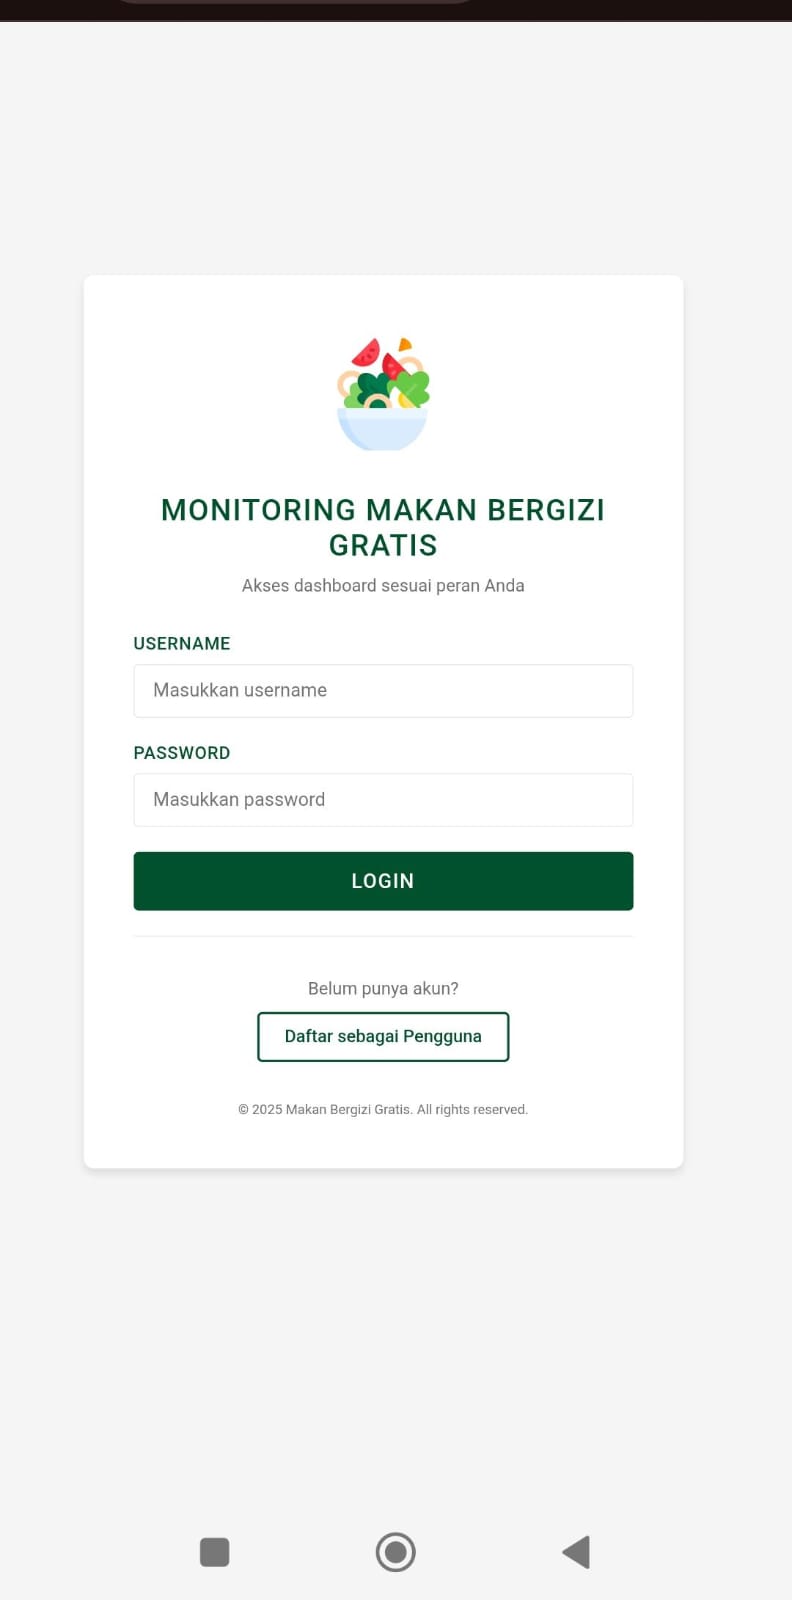 MONITORING MAKAN BERGIZI
GRATIS
Akses dashboard sesuai peran Anda
USERNAME
Masukkan username
PASSWORD
Masukkan password
LOGIN
Belum punya akun?
Daftar sebagai Pengguna
© 2025 Makan Bergizi Gratis. All rights reserved.